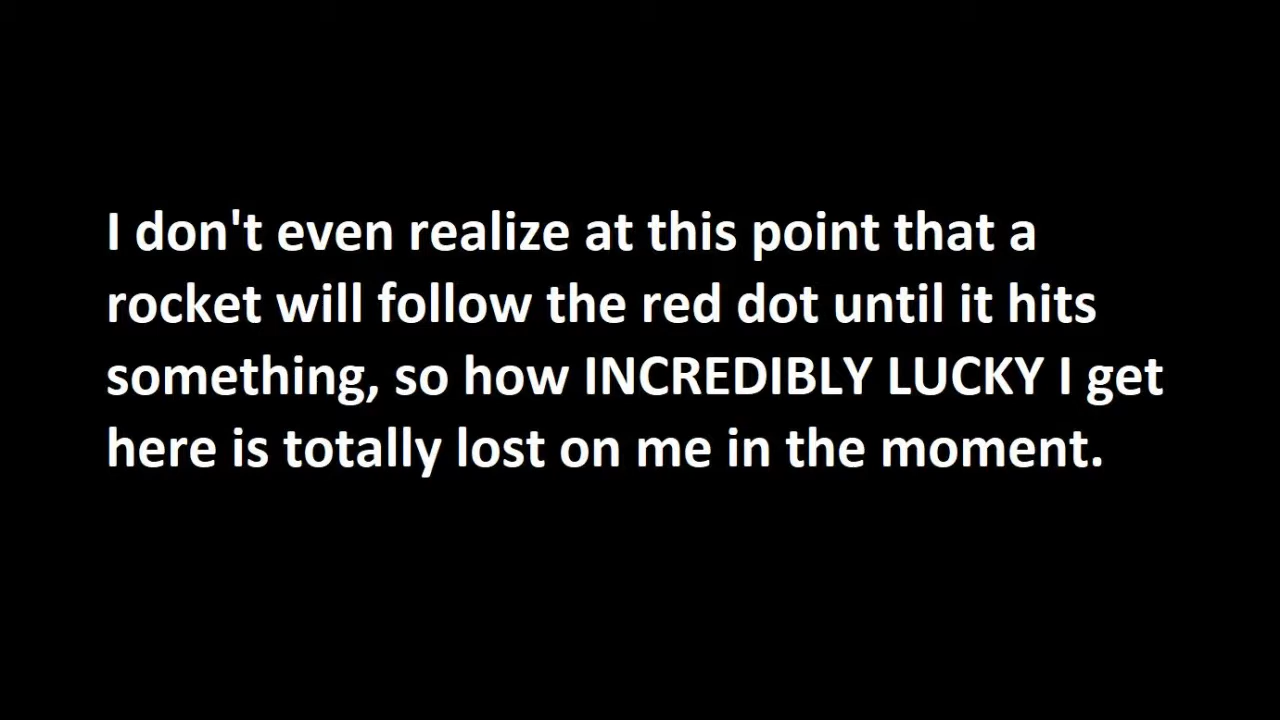 I don't even realize at this point that a
rocket will follow the red dot until it hits
something, so how INCREDIBLY LUCKY I get
here is totally lost on me in the moment.